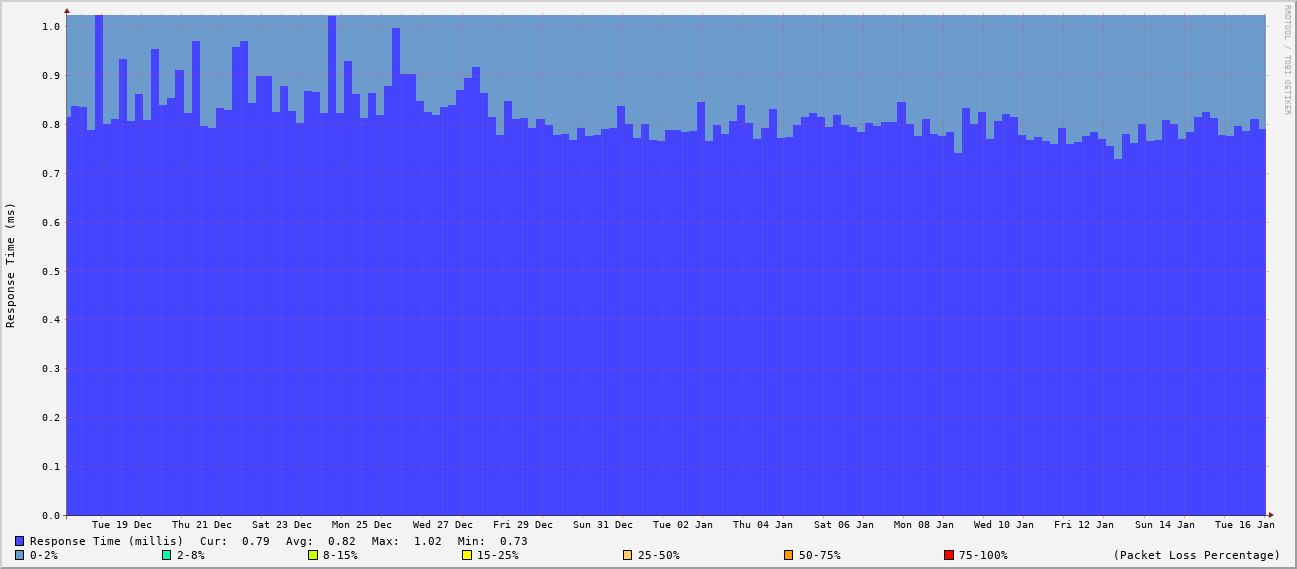 RRDTOOL / TOBI OETIKER
Response Time (ms)
1.0
0.9
0.8
0.7
0.6
0.5
0.4
0.3
0.2
0.1
0.0
Tue 19 Dec Thu 21 Dec Sat 23 Dec Mon 25 Dec Wed 27 Dec Fri 29 Dec Sun 31 Dec Tue 02 Jan Thu 04 Jan Sat 06 Jan Mon 08 Jan Wed 10 Jan Fri 12 Jan Sun 14 Jan Tue 16 Jan
Response Time (millis) Cur: 0.79 Avg: 0.82 Max: 1.02 Min: 0.73
0-2% 2-8% 8-15% 15-25% 25-50% 50-75% 75-100% (Packet Loss Percentage)